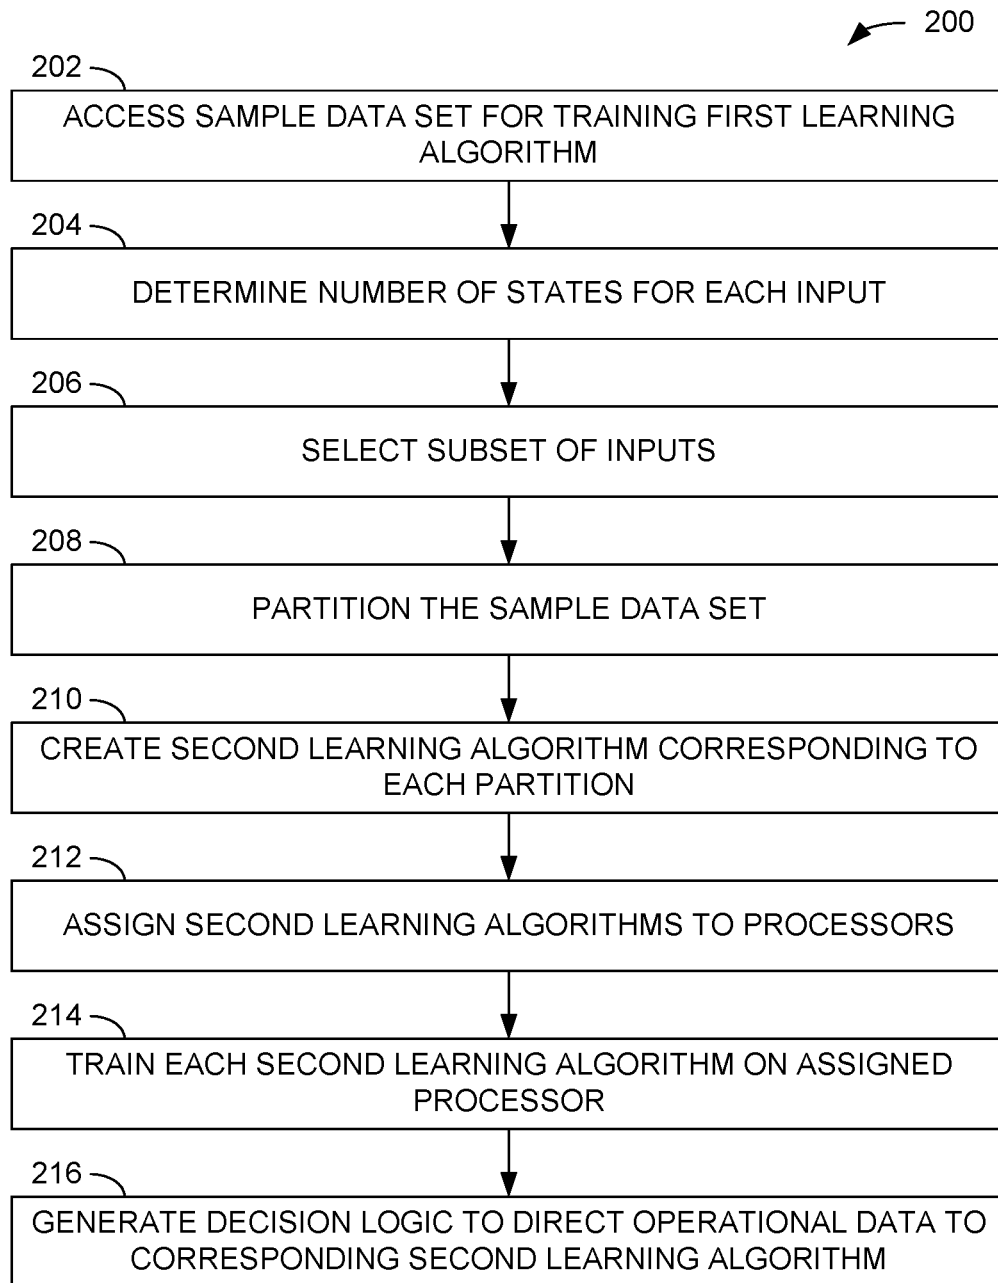 200
202
ACCESS SAMPLE DATA SET FOR TRAINING FIRST LEARNING
ALGORITHM
204
DETERMINE NUMBER OF STATES FOR EACH INPUT
206
SELECT SUBSET OF INPUTS
208
PARTITION THE SAMPLE DATA SET
210
CREATE SECOND LEARNING ALGORITHM CORRESPONDING TO
EACH PARTITION
212
ASSIGN SECOND LEARNING ALGORITHMS TO PROCESSORS
214
TRAIN EACH SECOND LEARNING ALGORITHM ON ASSIGNED
PROCESSOR
216
GENERATE DECISION LOGIC TO DIRECT OPERATIONAL DATA TO
CORRESPONDING SECOND LEARNING ALGORITHM